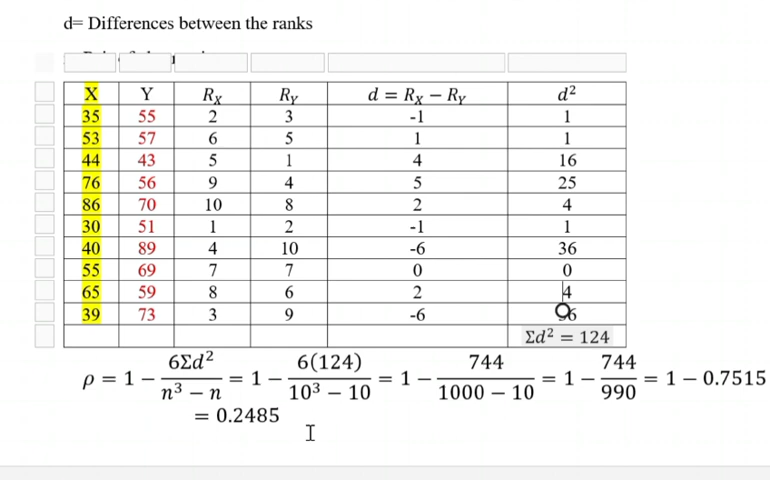 d= Differences between the ranks
X Y R_X R_Y d = R_X − R_Y d²
35 55 2 3 -1 1
53 57 6 5 1 1
44 43 5 1 4 16
76 56 9 4 5 25
86 70 10 8 2 4
30 51 1 2 -1 1
40 89 4 10 -6 36
55 69 7 7 0 0
65 59 8 6 2 4
39 73 3 9 -6
Σd² = 124
ρ = 1 − 6Σd² / n³ − n = 1 − 6(124) / 10³ − 10 = 1 − 744 / 1000 − 10 = 1 − 744 / 990 = 1 − 0.7515
= 0.2485